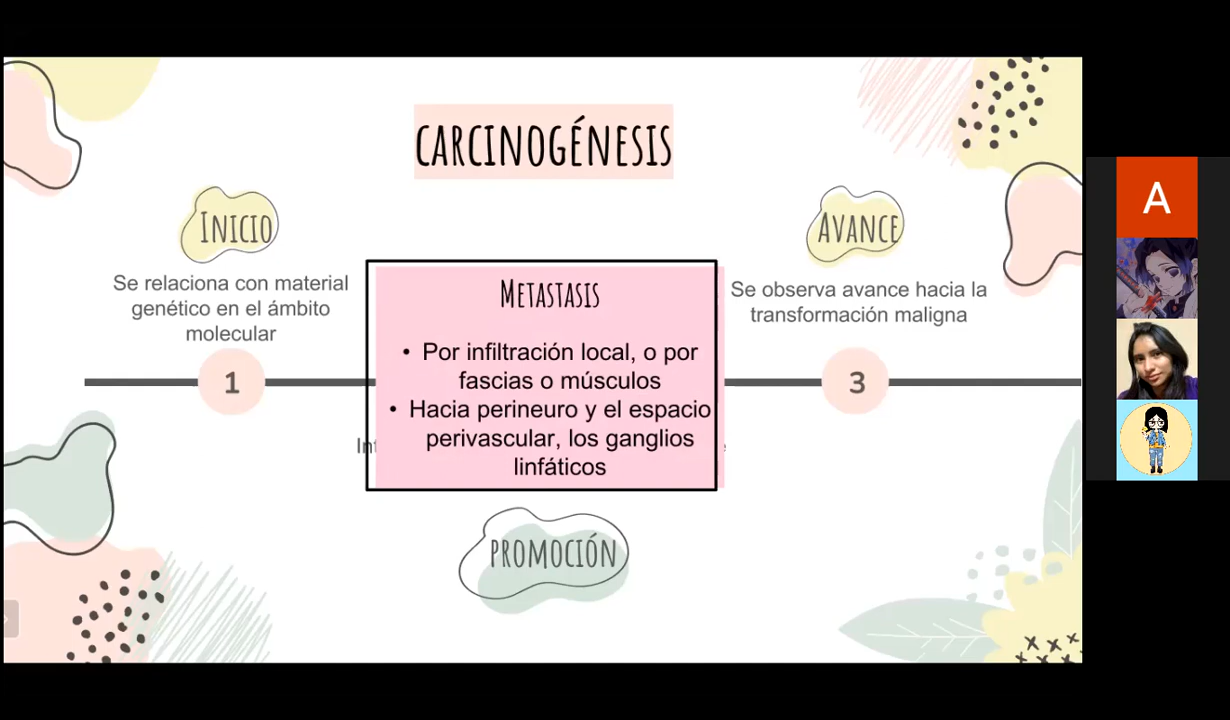 CARCINOGÉNESIS
INICIO
Se relaciona con material
genético en el ámbito
molecular
1
METASTASIS
• Por infiltración local, o por
fascias o músculos
• Hacia perineuro y el espacio
perivascular, los ganglios
linfáticos
PROMOCIÓN
AVANCE
Se observa avance hacia la
transformación maligna
3
A